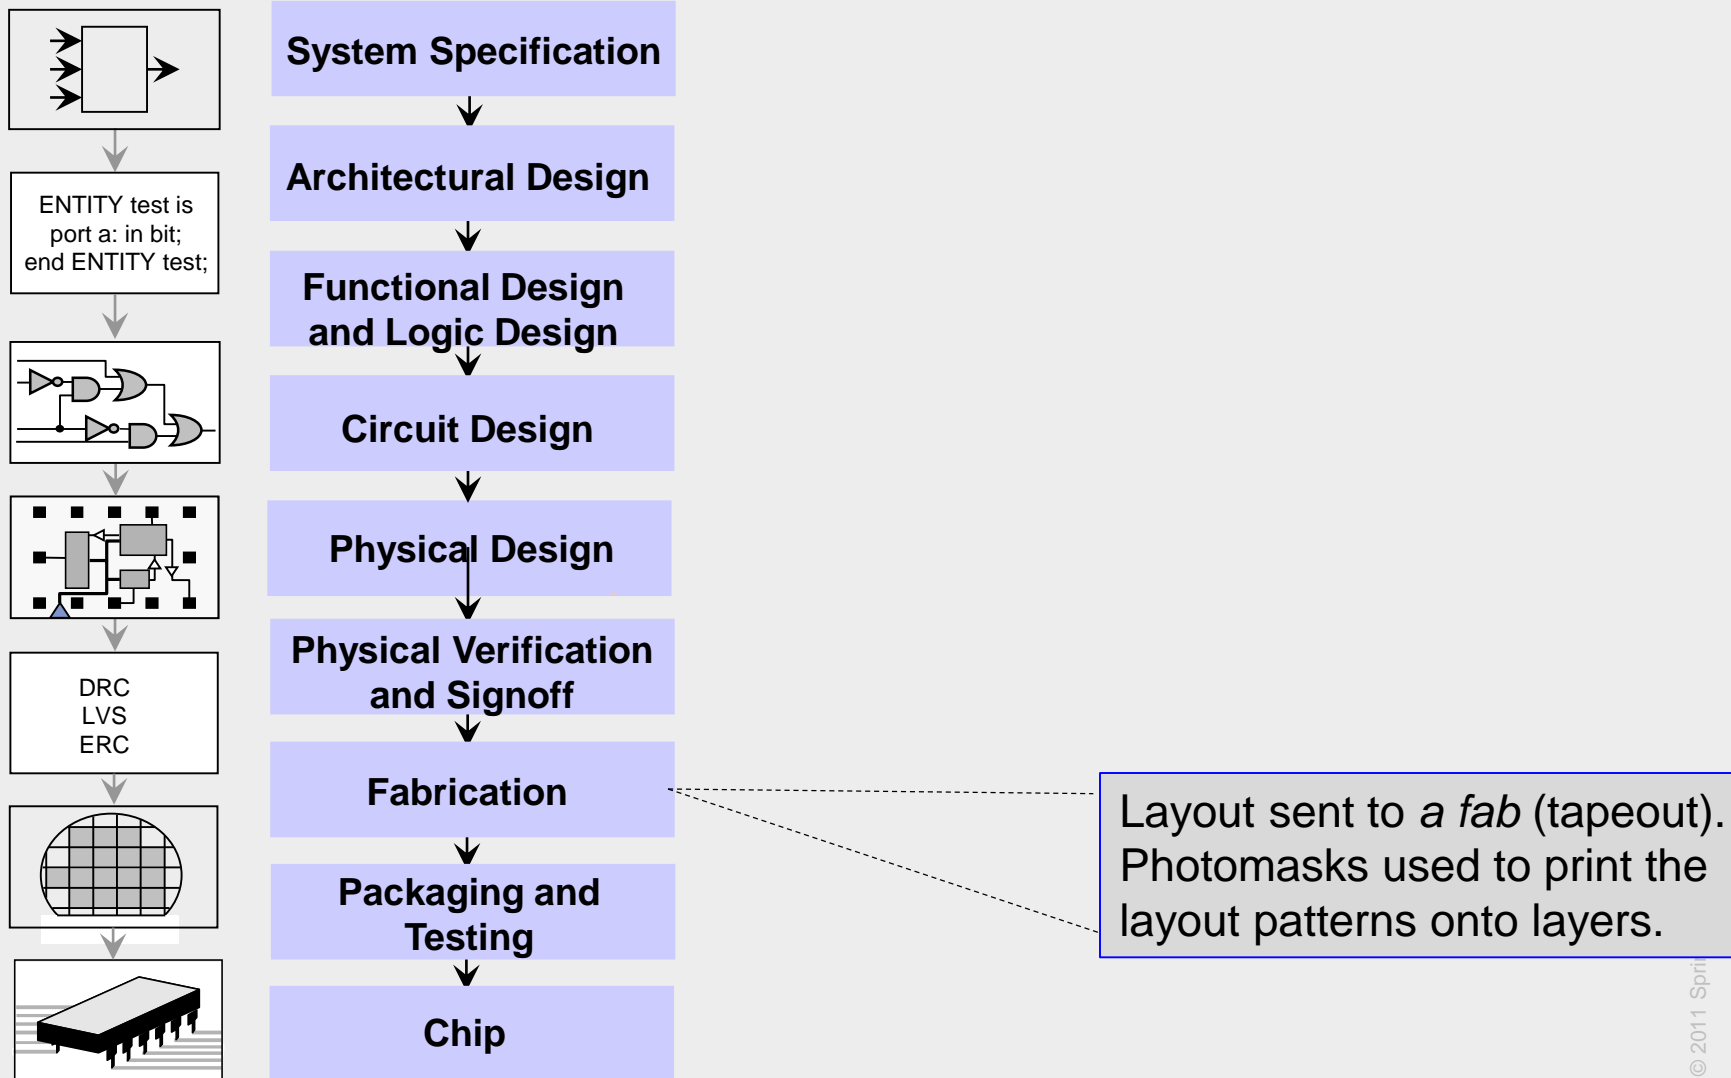 System Specification
Architectural Design
ENTITY test is
port a: in bit;
end ENTITY test;
Functional Design
and Logic Design
Circuit Design
Physical Design
Physical Verification
and Signoff
DRC
LVS
ERC
Fabrication
Layout sent to a fab (tapeout).
Photomasks used to print the
layout patterns onto layers.
Packaging and
Testing
Chip
© 2011